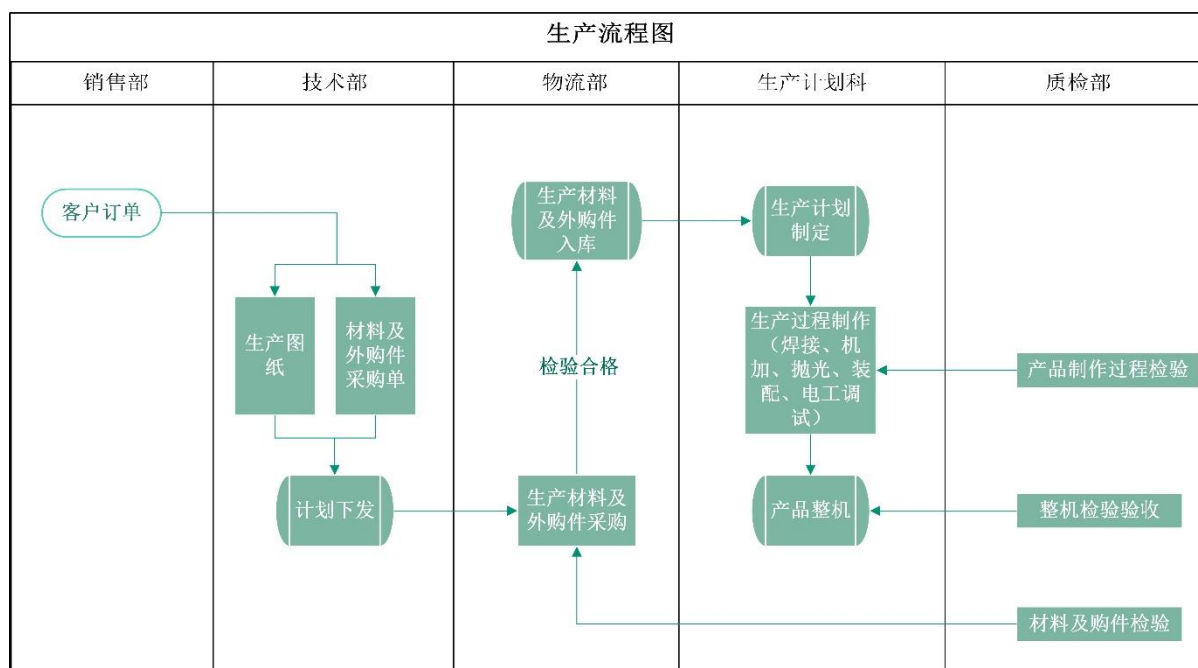 生产流程图
销售部
技术部
物流部
生产计划科
质检部
客户订单
生产图
纸
材料及
外购件
采购单
计划下发
生产材料
及外购件
入库
检验合格
生产材料及
外购件采购
生产计划
制定
生产过程制作
（焊接、机
加、抛光、装
配、电工调
试）
产品整机
产品制作过程检验
整机检验验收
材料及购件检验